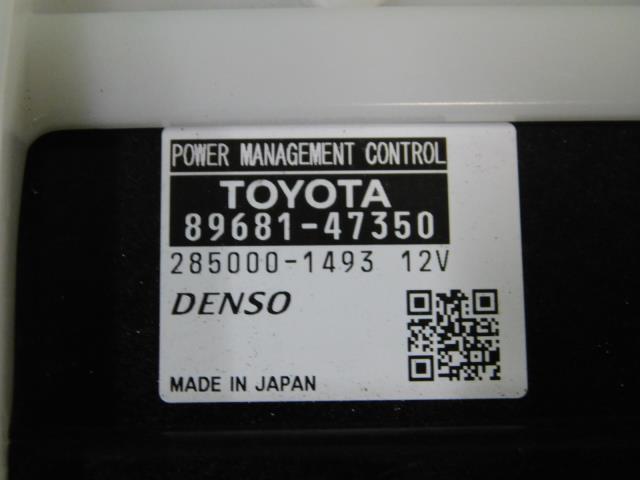 POWER MANAGEMENT CONTROL
TOYOTA
89681-47350
285000-1493 12V
DENSO
MADE IN JAPAN